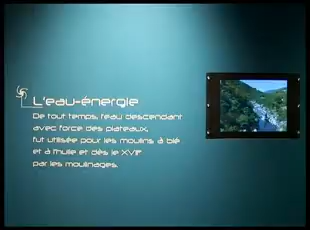 L'eau-énergie
De tout temps, l'eau descendant
avec force des plateaux,
fut utilisée pour les moulins à blé
et à huile et dès le XVIIe
par les moulinages.